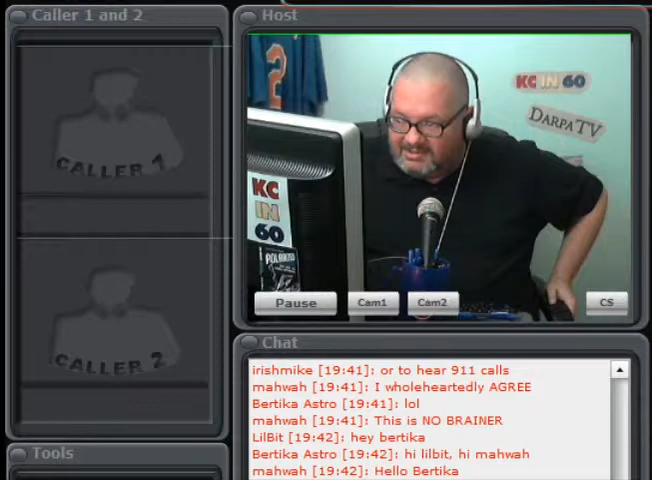 Caller 1 and 2
CALLER 1
CALLER 2
Tools
Host
2
KC IN 60
DARPA TV
KC
IN
60
Pause
Cam1
Cam2
CS
Chat
irishmike [19:41]: or to hear 911 calls
mahwah [19:41]: I wholeheartedly AGREE
Bertika Astro [19:41]: lol
mahwah [19:41]: This is NO BRAINER
LilBit [19:42]: hey bertika
Bertika Astro [19:42]: hi lilbit, hi mahwah
mahwah [19:42]: Hello Bertika